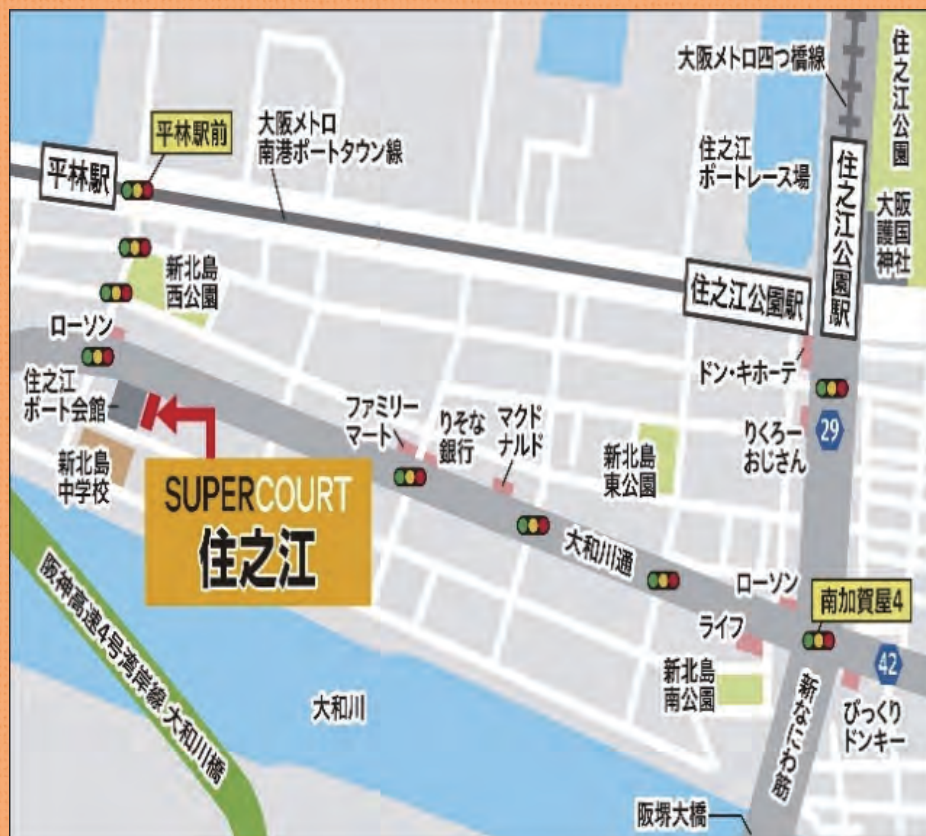 大阪メトロ四つ橋線
住之江公園
平林駅前
大阪メトロ
南港ポートタウン線
平林駅
住之江
ボートレース場
住之江公園駅
大阪
護国
神社
新北島
西公園
住之江公園駅
ローソン
住之江
ボート会館
ドン・キホーテ
ファミリー
マート
りそな
銀行
マクド
ナルド
りくろー
おじさん
29
新北島
中学校
新北島
東公園
SUPERCOURT
住之江
大和川通
ローソン
南加賀屋4
ライフ
42
阪神高速4号湾岸線 大和川橋
大和川
新北島
南公園
新なにわ筋
びっくり
ドンキー
阪堺大橋